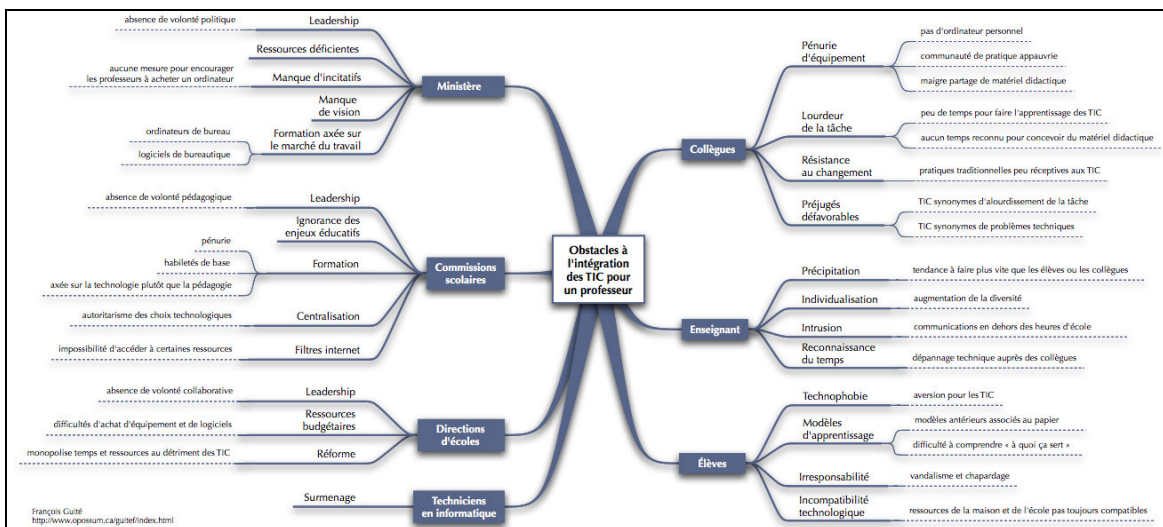 Obstacles à
l'intégration
des TIC pour
un professeur
Ministère
absence de volonté politique
Leadership
Ressources déficientes
aucune mesure pour encourager
les professeurs à acheter un ordinateur
Manque d'incitatifs
Manque
de vision
ordinateurs de bureau
logiciels de bureautique
Formation axée sur
le marché du travail
Commissions
scolaires
absence de volonté pédagogique
Leadership
Ignorance des
enjeux éducatifs
pénurie
habiletés de base
axée sur la technologie plutôt que la pédagogie
Formation
autoritarisme des choix technologiques
Centralisation
impossibilité d'accéder à certaines ressources
Filtres internet
Directions
d'écoles
absence de volonté collaborative
Leadership
difficultés d'achat d'équipement et de logiciels
Ressources
budgétaires
monopolise temps et ressources au détriment des TIC
Réforme
Techniciens
en informatique
Surmenage
Collègues
Pénurie
d'équipement
pas d'ordinateur personnel
communauté de pratique appauvrie
maigre partage de matériel didactique
Lourdeur
de la tâche
peu de temps pour faire l'apprentissage des TIC
aucun temps reconnu pour concevoir du matériel didactique
Résistance
au changement
pratiques traditionnelles peu réceptives aux TIC
Préjugés
défavorables
TIC synonymes d'alourdissement de la tâche
TIC synonymes de problèmes techniques
Enseignant
Précipitation
tendance à faire plus vite que les élèves ou les collègues
Individualisation
augmentation de la diversité
Intrusion
communications en dehors des heures d'école
Reconnaissance
du temps
dépannage technique auprès des collègues
Élèves
Technophobie
aversion pour les TIC
Modèles
d'apprentissage
modèles antérieurs associés au papier
difficulté à comprendre « à quoi ça sert »
Irresponsabilité
vandalisme et chapardage
Incompatibilité
technologique
ressources de la maison et de l'école pas toujours compatibles
François Guité
http://www.opossum.ca/guitef/index.html